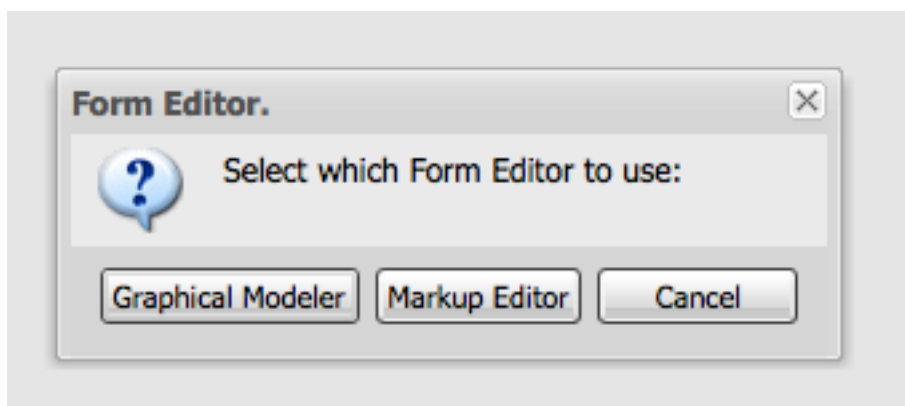 Form Editor.
Select which Form Editor to use:
Graphical Modeler Markup Editor Cancel